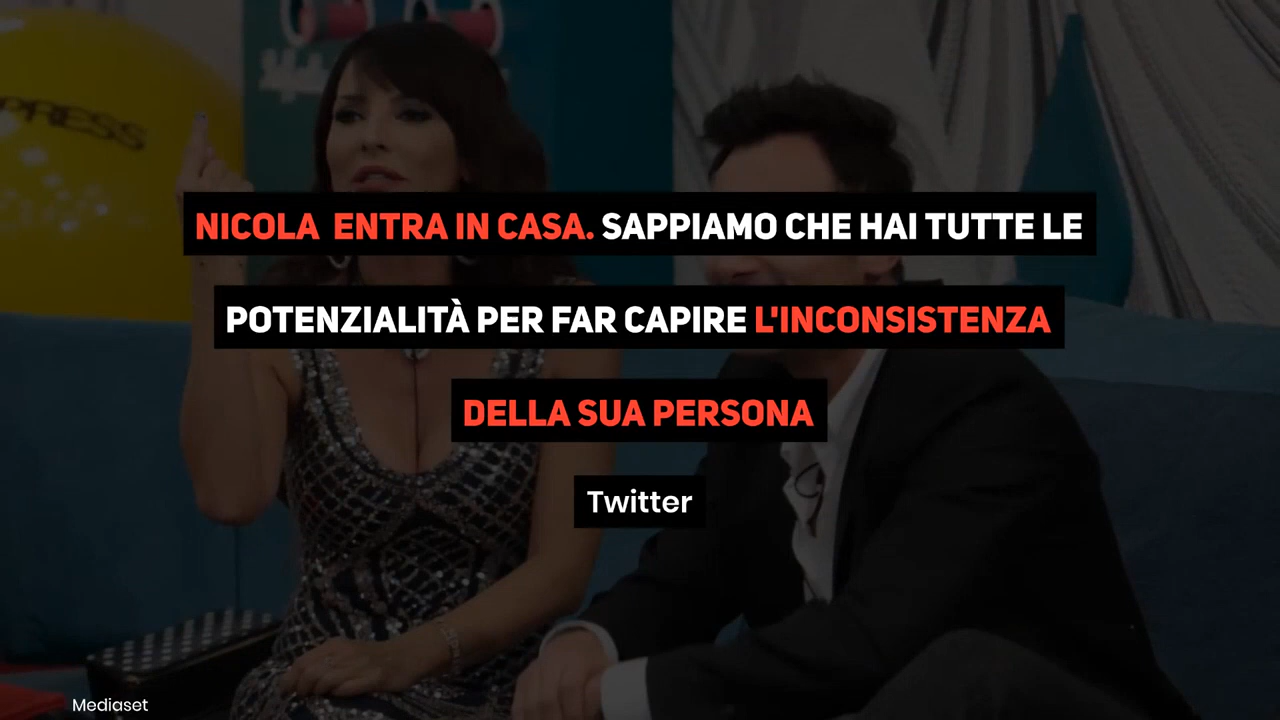 PRESS
NICOLA  ENTRA IN CASA. SAPPIAMO CHE HAI TUTTE LE
POTENZIALITÀ PER FAR CAPIRE L'INCONSISTENZA
DELLA SUA PERSONA
Twitter
Mediaset